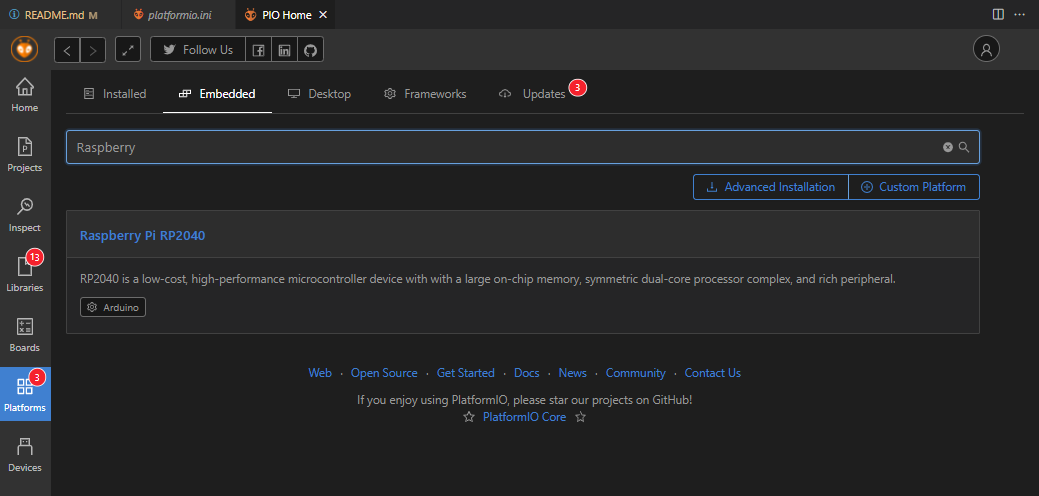 README.md M
platformio.ini
PIO Home
Follow Us
Home
Projects
Inspect
13
Libraries
Boards
3
Platforms
Devices
Installed
Embedded
Desktop
Frameworks
Updates
3
Raspberry
Advanced Installation
Custom Platform
Raspberry Pi RP2040
RP2040 is a low-cost, high-performance microcontroller device with with a large on-chip memory, symmetric dual-core processor complex, and rich peripheral.
Arduino
Web · Open Source · Get Started · Docs · News · Community · Contact Us
If you enjoy using PlatformIO, please star our projects on GitHub!
PlatformIO Core